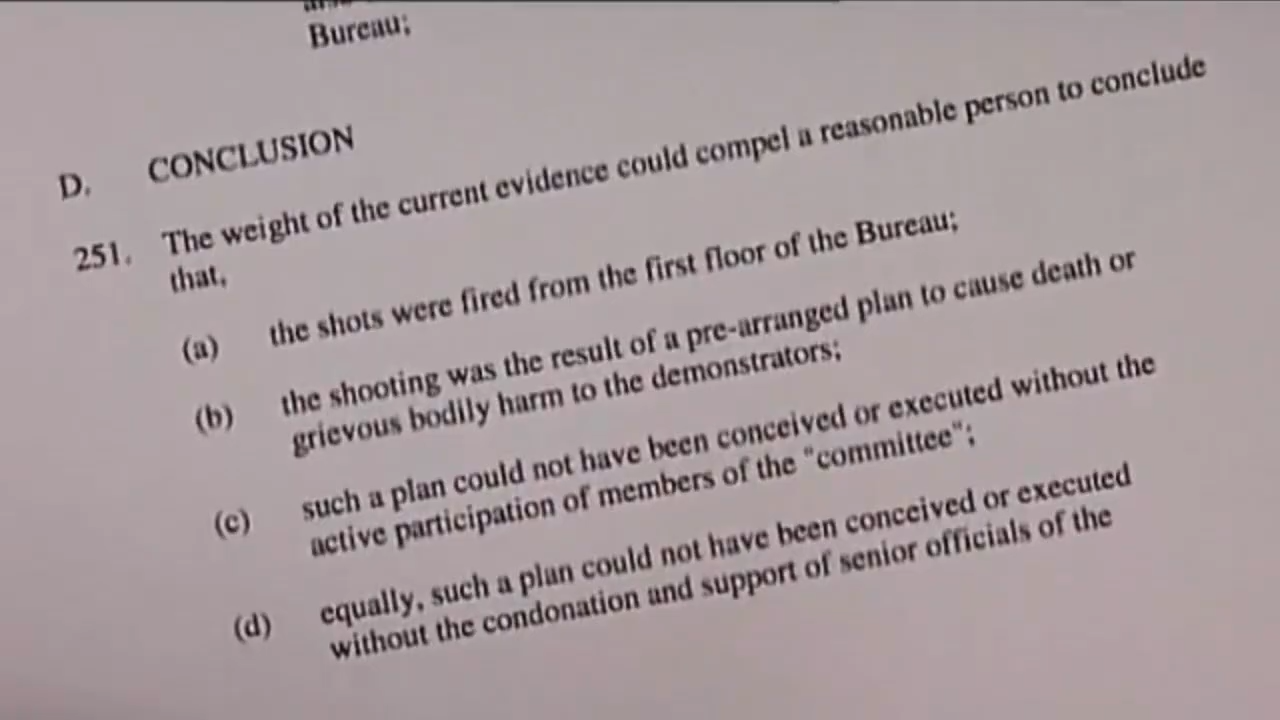 Bureau;
D. CONCLUSION
251. The weight of the current evidence could compel a reasonable person to conclude
that,
(a) the shots were fired from the first floor of the Bureau;
(b) the shooting was the result of a pre-arranged plan to cause death or
grievous bodily harm to the demonstrators;
(c) such a plan could not have been conceived or executed without the
active participation of members of the "committee";
(d) equally, such a plan could not have been conceived or executed
without the condonation and support of senior officials of the